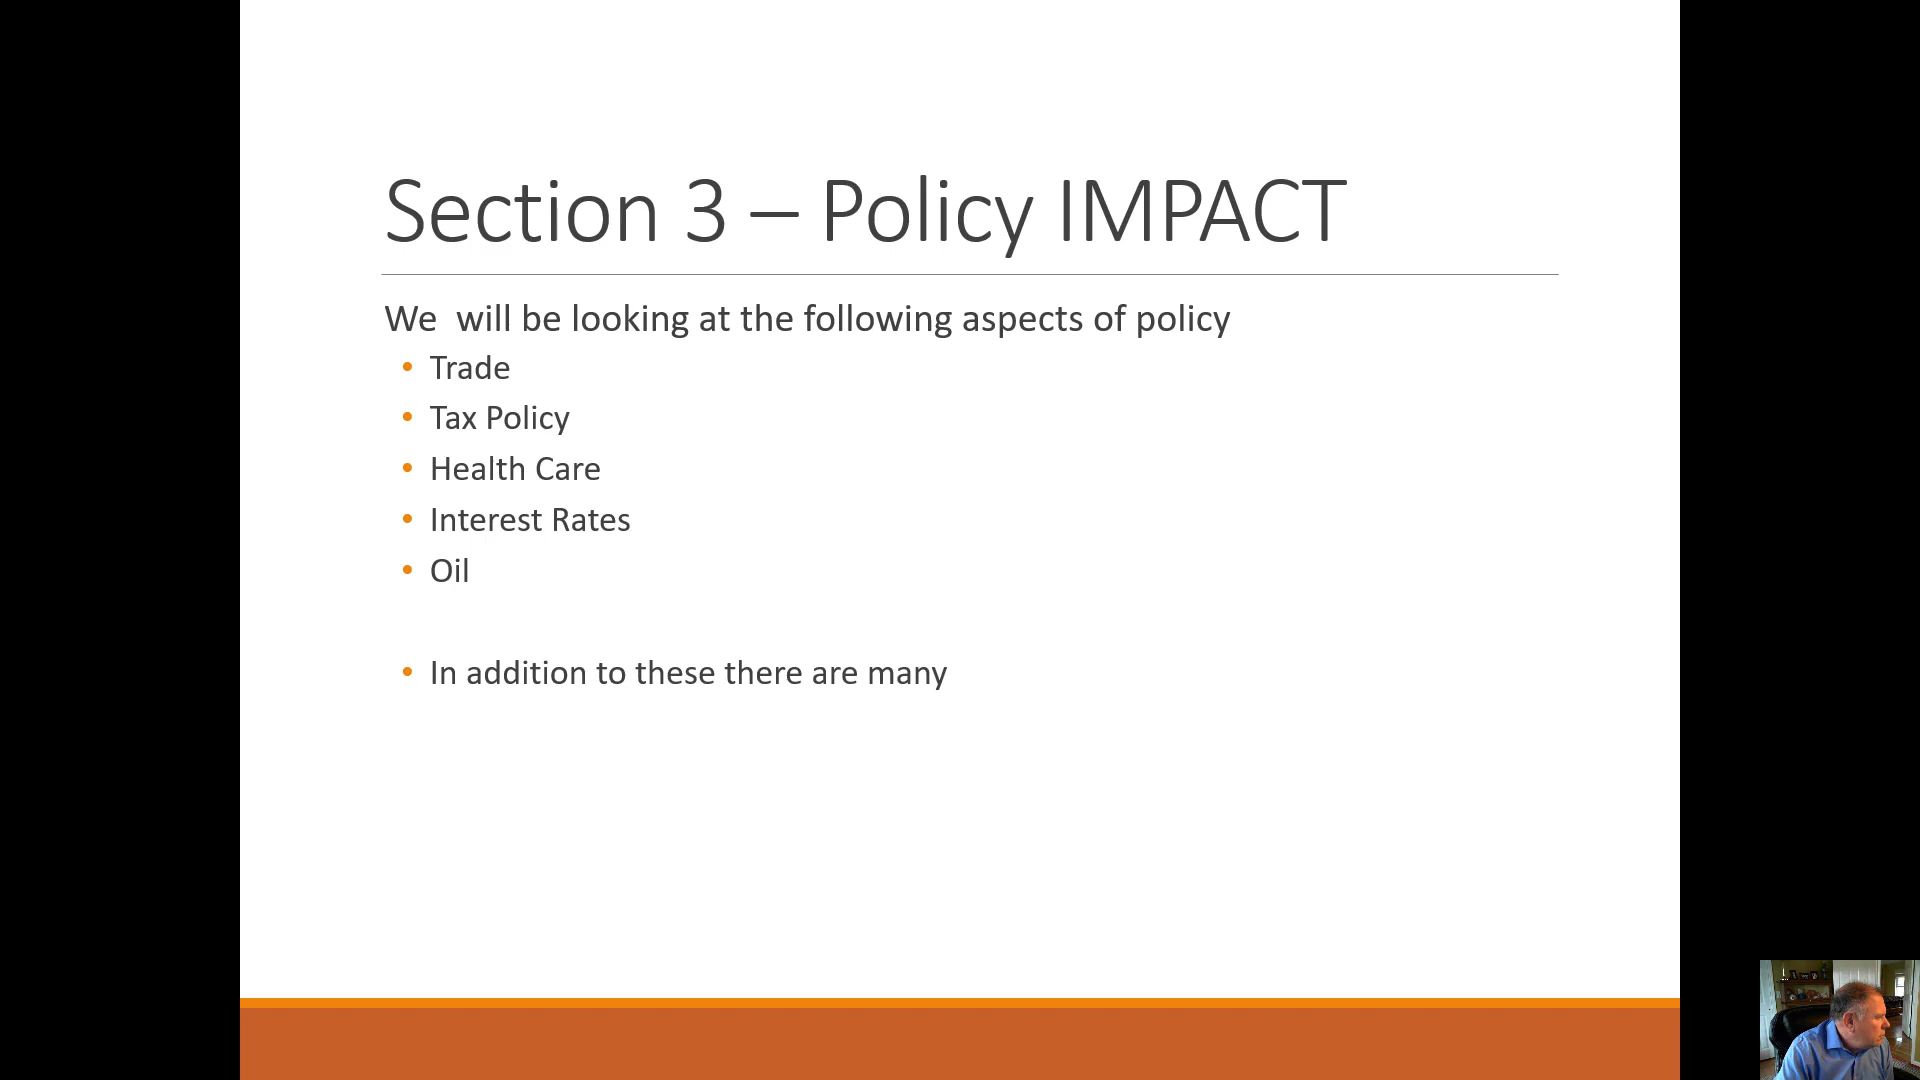 Section 3 – Policy IMPACT
We  will be looking at the following aspects of policy
• Trade
• Tax Policy
• Health Care
• Interest Rates
• Oil
• In addition to these there are many